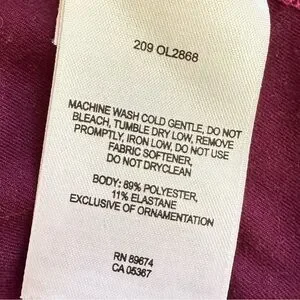 209 OL2868
MACHINE WASH COLD GENTLE, DO NOT
BLEACH, TUMBLE DRY LOW, REMOVE
PROMPTLY, IRON LOW, DO NOT USE
FABRIC SOFTENER,
DO NOT DRYCLEAN
BODY: 89% POLYESTER,
11% ELASTANE
EXCLUSIVE OF ORNAMENTATION
RN 89674
CA 05367